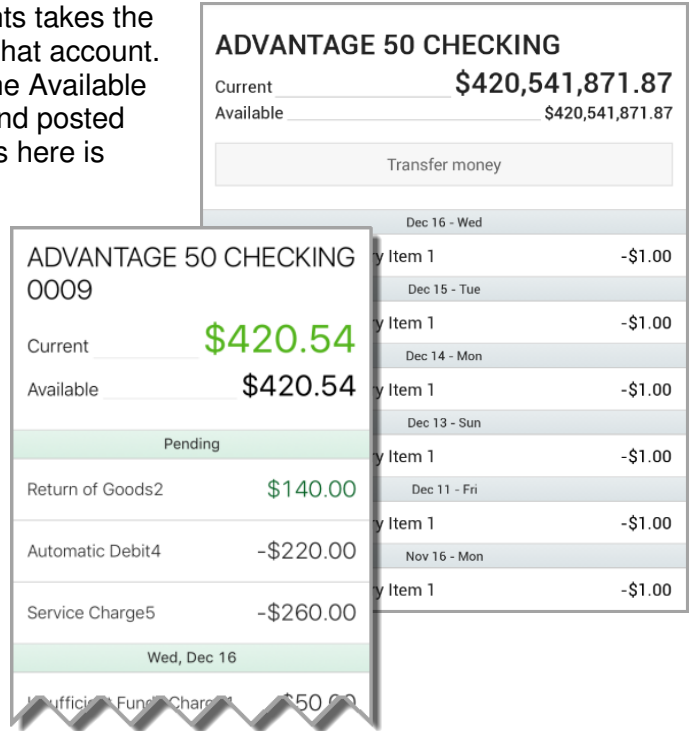 nts takes the
hat account.
ne Available
nd posted
s here is
ADVANTAGE 50 CHECKING
Current $420,541,871.87
Available $420,541,871.87
Transfer money
Dec 16 - Wed
y Item 1 -$1.00
Dec 15 - Tue
y Item 1 -$1.00
Dec 14 - Mon
y Item 1 -$1.00
Dec 13 - Sun
y Item 1 -$1.00
Dec 11 - Fri
y Item 1 -$1.00
Nov 16 - Mon
y Item 1 -$1.00
ADVANTAGE 50 CHECKING
0009
Current $420.54
Available $420.54
Pending
Return of Goods2 $140.00
Automatic Debit4 -$220.00
Service Charge5 -$260.00
Wed, Dec 16